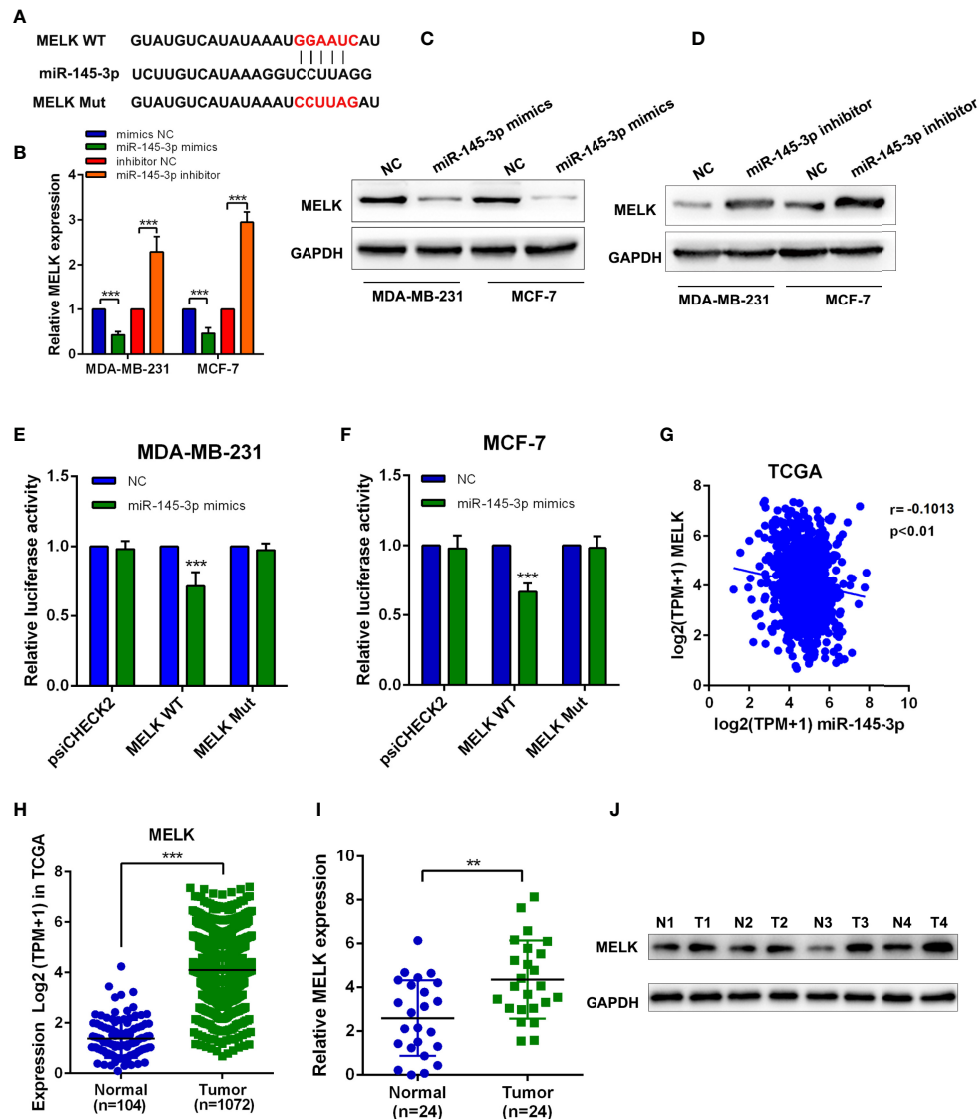 A
MELK WT GUAUGUCAUAUAAAUGGAAUCAU
miR-145-3p UCUUGUCAUAAAGGUCCUUAGG
MELK Mut GUAUGUCAUAUAAAUCCUUAGAU
B
mimics NC
miR-145-3p mimics
inhibitor NC
miR-145-3p inhibitor
Relative MELK expression
4
3
2
1
0
***
***
***
***
MDA-MB-231 MCF-7
C
NC miR-145-3p mimics NC miR-145-3p mimics
MELK
GAPDH
MDA-MB-231 MCF-7
D
NC miR-145-3p inhibitor NC miR-145-3p inhibitor
MELK
GAPDH
MDA-MB-231 MCF-7
E
MDA-MB-231
NC
miR-145-3p mimics
Relative luciferase activity
1.5
1.0
0.5
0.0
***
psiCHECK2 MELK WT MELK Mut
F
MCF-7
NC
miR-145-3p mimics
Relative luciferase activity
1.5
1.0
0.5
0.0
***
psiCHECK2 MELK WT MELK Mut
G
TCGA
r= -0.1013
p<0.01
log2(TPM+1) MELK
8
6
4
2
0
0 2 4 6 8 10
log2(TPM+1) miR-145-3p
H
MELK
***
Expression Log2 (TPM+1) in TCGA
8
6
4
2
0
Normal Tumor
(n=104) (n=1072)
I
**
Relative MELK expression
10
8
6
4
2
0
Normal Tumor
(n=24) (n=24)
J
N1 T1 N2 T2 N3 T3 N4 T4
MELK
GAPDH